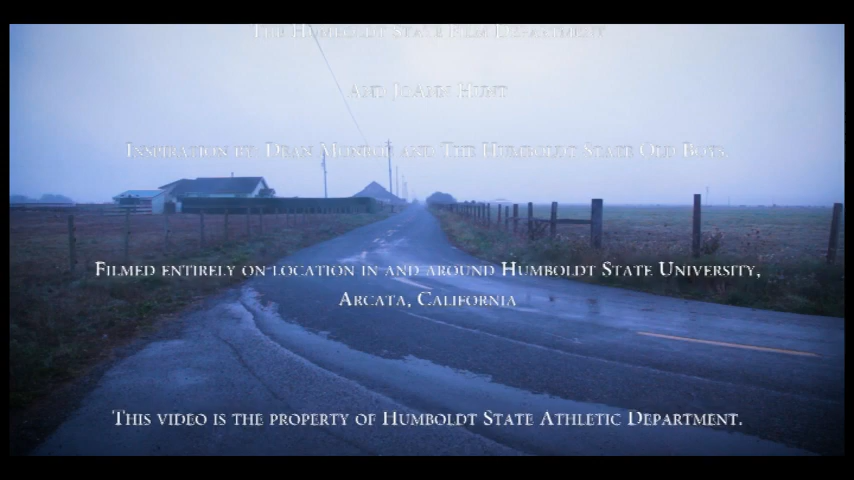 The Humboldt State Film Department
and Joann Hunt
Inspiration by Dean Munroe and The Humboldt State Old Boys.
Filmed entirely on location in and around Humboldt State University,
Arcata, California
This video is the property of Humboldt State Athletic Department.